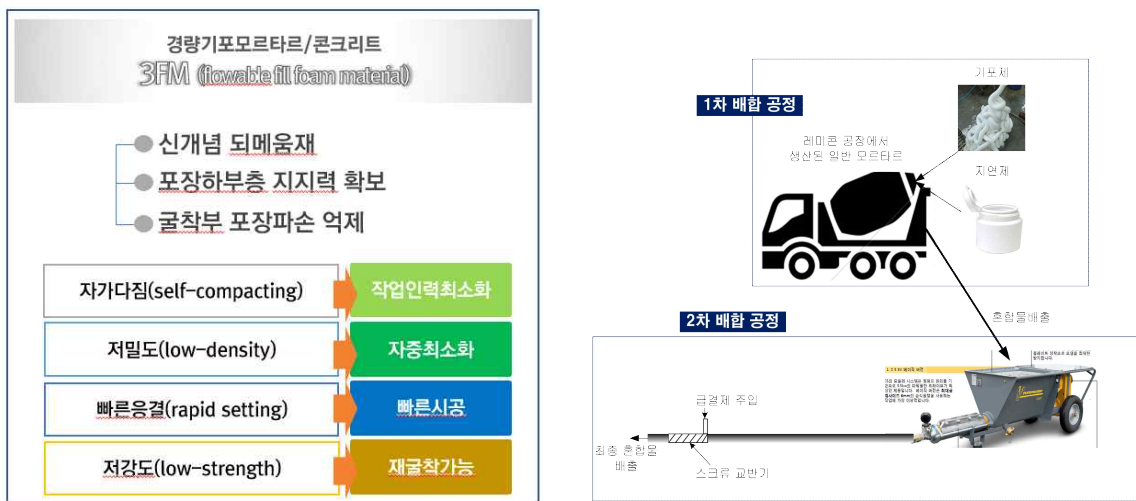 경량기포모르타르/콘크리트
3FM (flowable fill foam material)
신개념 되메움재
포장하부층 지지력 확보
굴착부 포장파손 억제
자가다짐(self-compacting)
작업인력최소화
저밀도(low-density)
자중최소화
빠른응결(rapid setting)
빠른시공
저강도(low-strength)
재굴착가능
1차 배합 공정
기포제
레미콘 공장에서
생산된 일반 모르타르
지연제
2차 배합 공정
혼합물배출
급결제 주입
최종 혼합물
배출
스크류 교반기